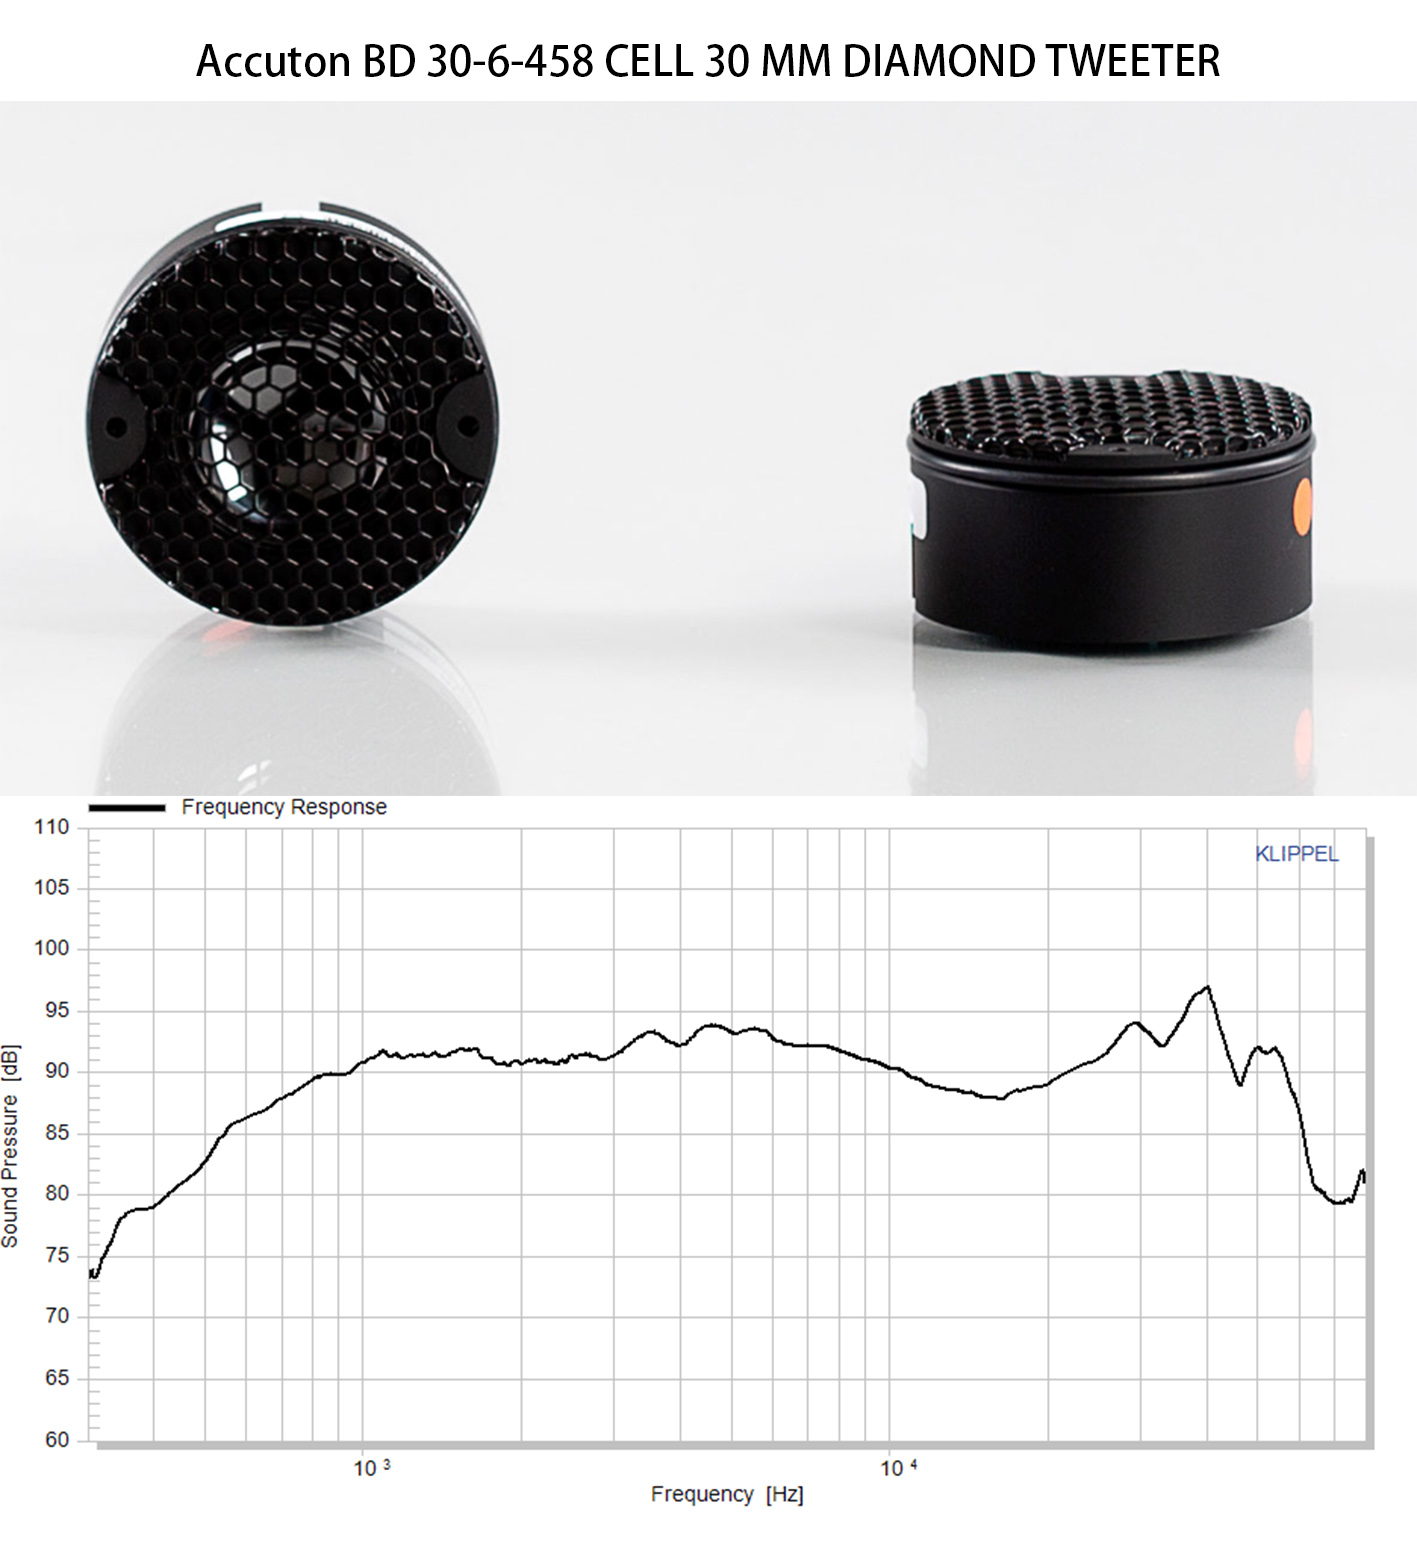 Accuton BD 30-6-458 CELL 30 MM DIAMOND TWEETER
Frequency Response
KLIPPEL
110
105
100
95
90
85
80
75
70
65
60
Sound Pressure [dB]
10 3
10 4
Frequency [Hz]